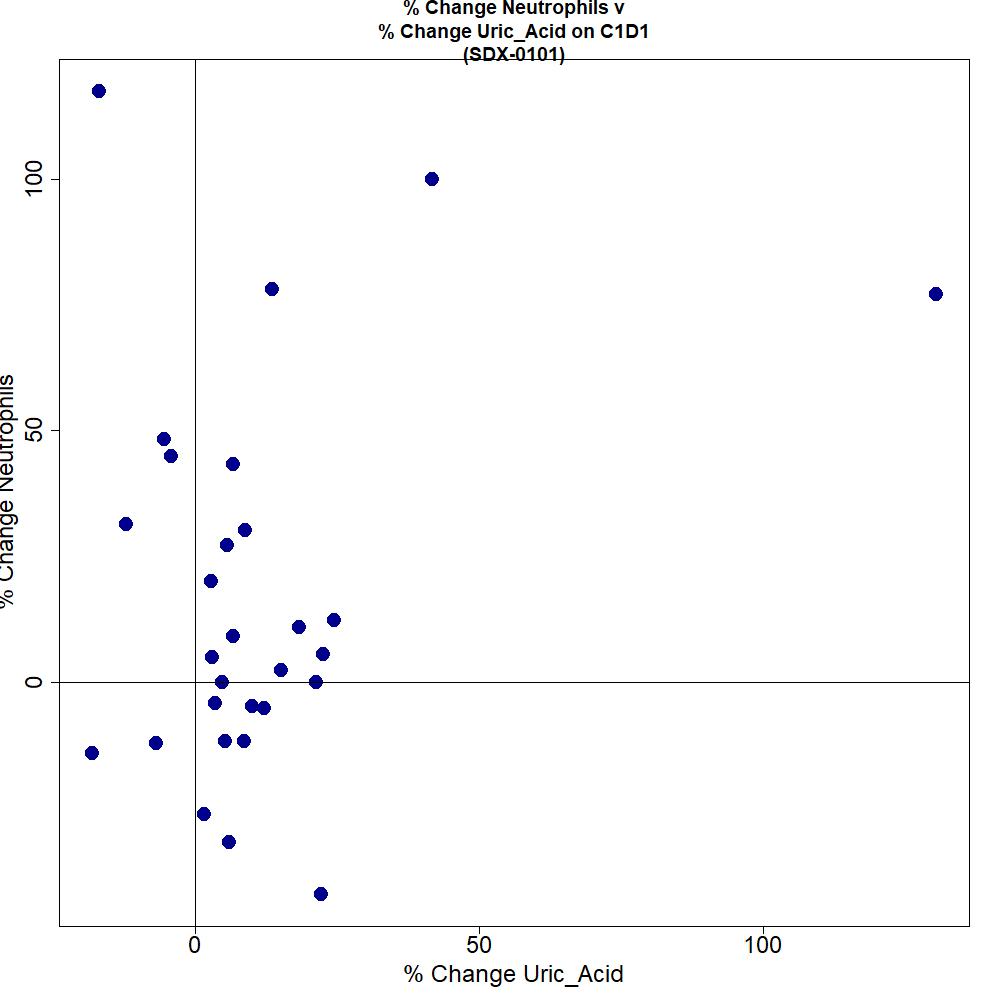 % Change Neutrophils v
% Change Uric_Acid on C1D1
(SDX-0101)
% Change Neutrophils
100
50
0
0
50
100
% Change Uric_Acid